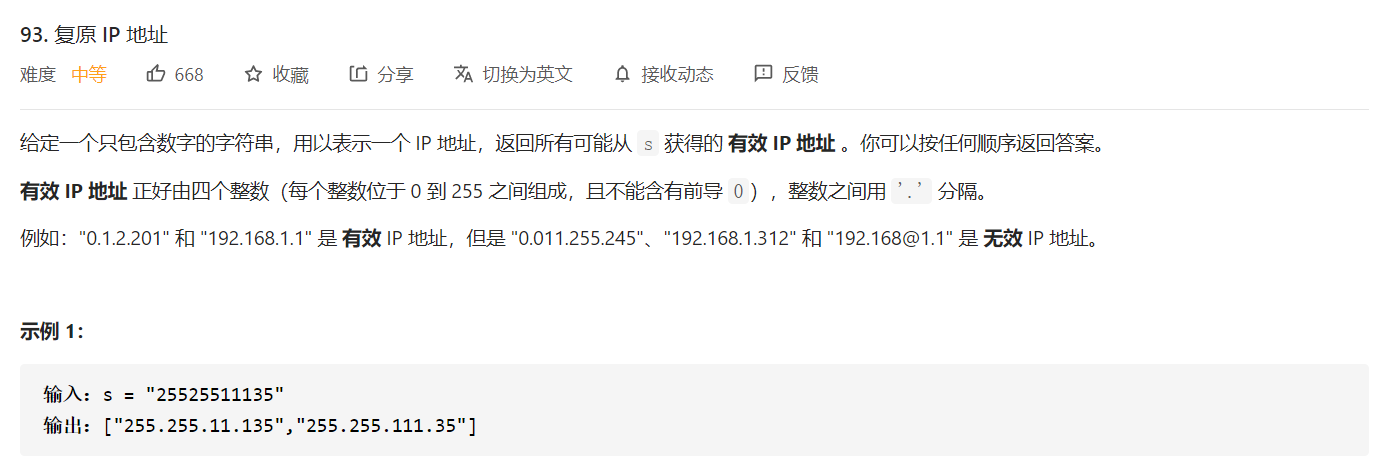 93. 复原 IP 地址
难度 中等 668 收藏 分享 切换为英文 接收动态 反馈
给定一个只包含数字的字符串，用以表示一个 IP 地址，返回所有可能从 s 获得的 有效 IP 地址 。你可以按任何顺序返回答案。
有效 IP 地址 正好由四个整数（每个整数位于 0 到 255 之间组成，且不能含有前导 0），整数之间用 '.' 分隔。
例如："0.1.2.201" 和 "192.168.1.1" 是 有效 IP 地址，但是 "0.011.255.245"、"192.168.1.312" 和 "192.168@1.1" 是 无效 IP 地址。
示例 1：
输入：s = "25525511135"
输出：["255.255.11.135","255.255.111.35"]